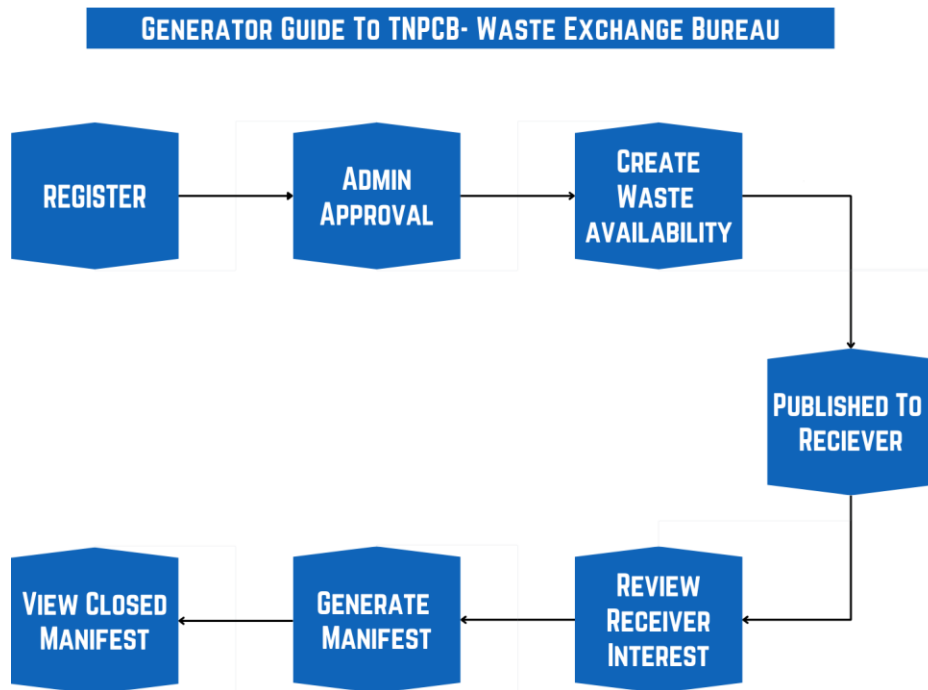 GENERATOR GUIDE TO TNPCB- WASTE EXCHANGE BUREAU
REGISTER
ADMIN
APPROVAL
CREATE
WASTE
AVAILABILITY
PUBLISHED TO
RECIEVER
REVIEW
RECEIVER
INTEREST
GENERATE
MANIFEST
VIEW CLOSED
MANIFEST